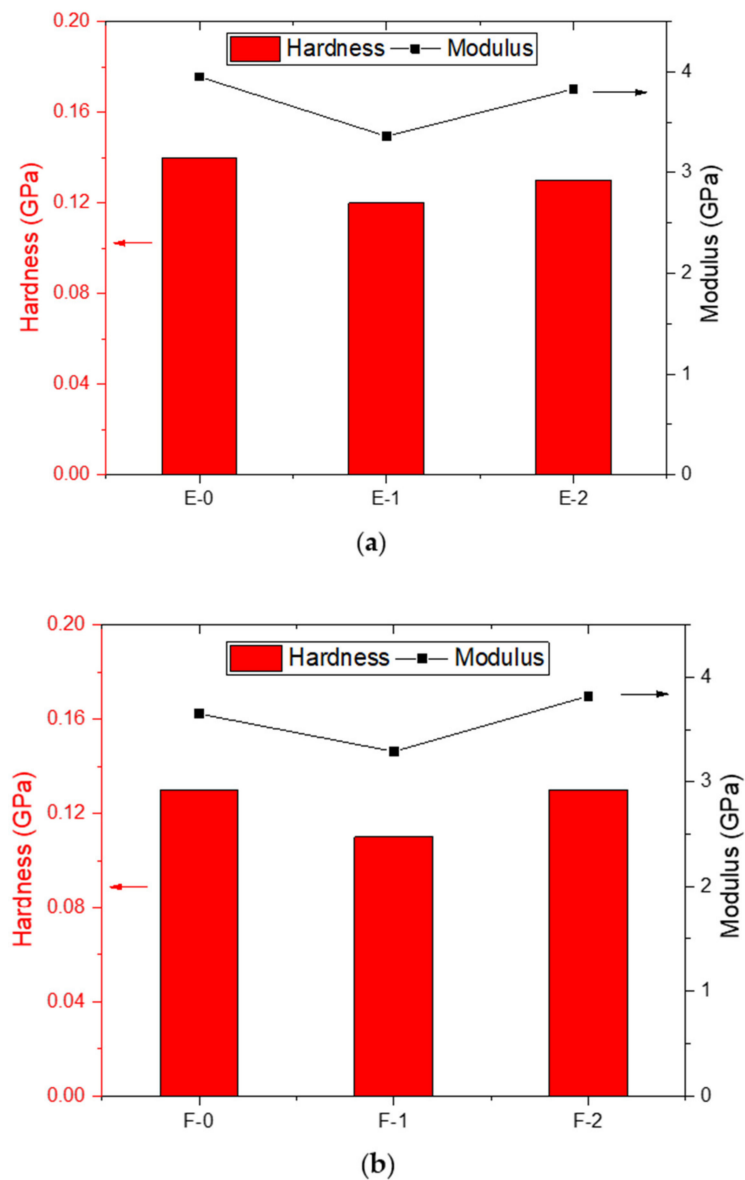 0.20
0.16
0.12
0.08
0.04
0.00
Hardness (GPa)
Hardness Modulus
4
3
2
1
0
Modulus (GPa)
E-0 E-1 E-2
(a)
0.20
0.16
0.12
0.08
0.04
0.00
Hardness (GPa)
Hardness Modulus
4
3
2
1
0
Modulus (GPa)
F-0 F-1 F-2
(b)